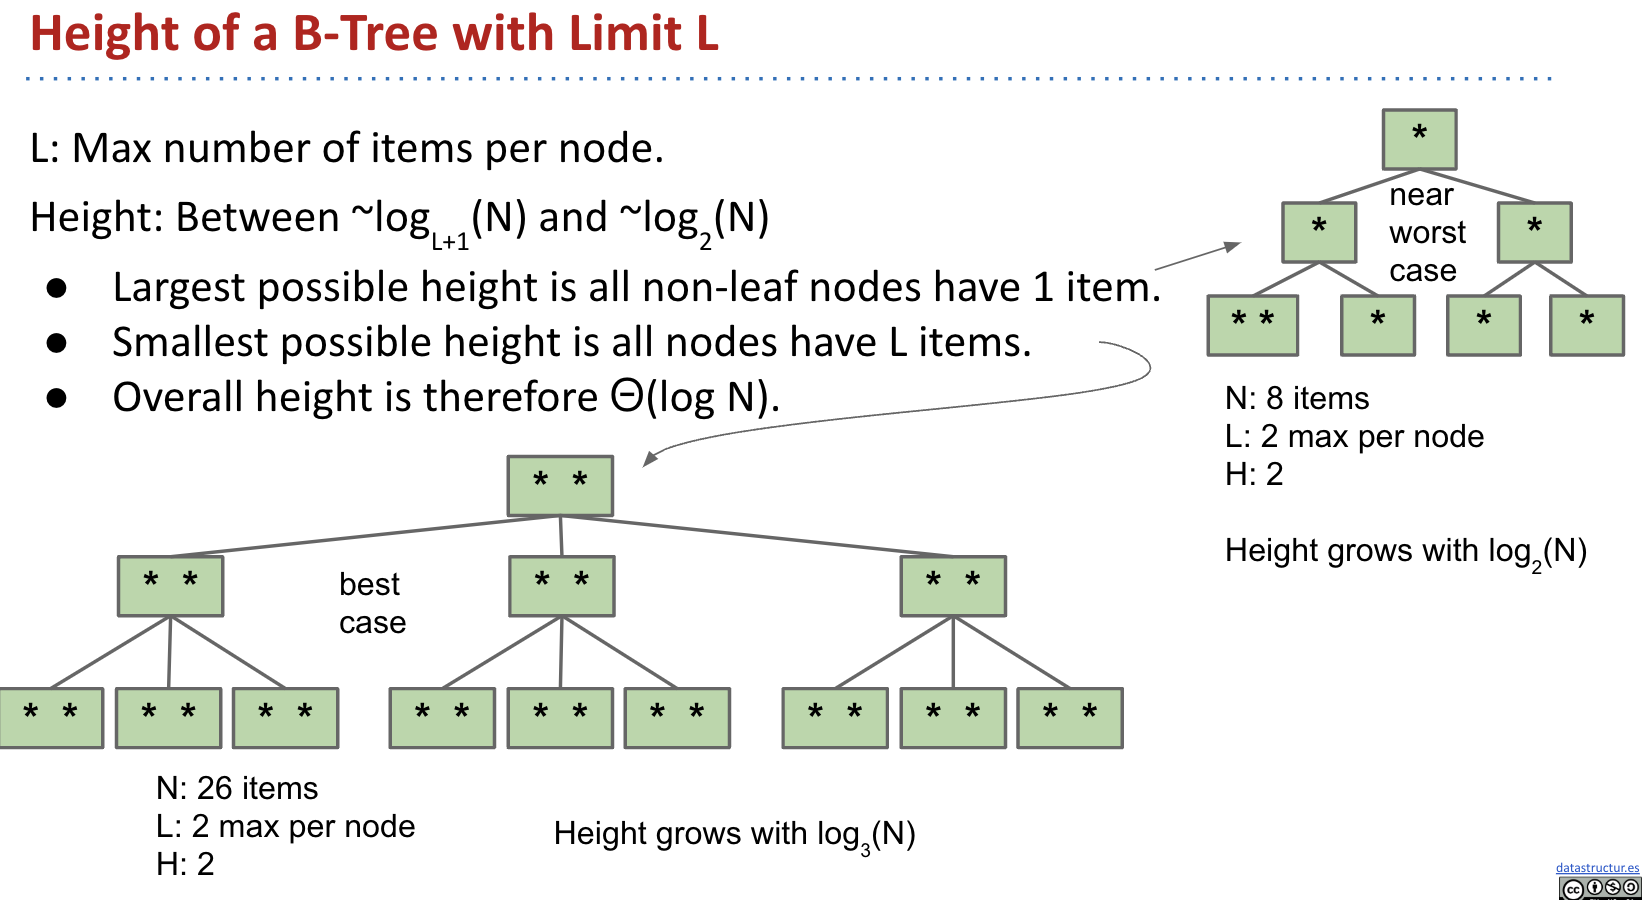 Height of a B-Tree with Limit L
L: Max number of items per node.
Height: Between ~log_{L+1}(N) and ~log_2(N)
● Largest possible height is all non-leaf nodes have 1 item.
● Smallest possible height is all nodes have L items.
● Overall height is therefore Θ(log N).
*
near
worst
case
* *
* * * * *
N: 8 items
L: 2 max per node
H: 2
Height grows with log_2(N)
* *
* * * * * *
best
case
* * * * * * * * * * * * * * * * * *
N: 26 items
L: 2 max per node
H: 2
Height grows with log_3(N)
datastructur.es
cc